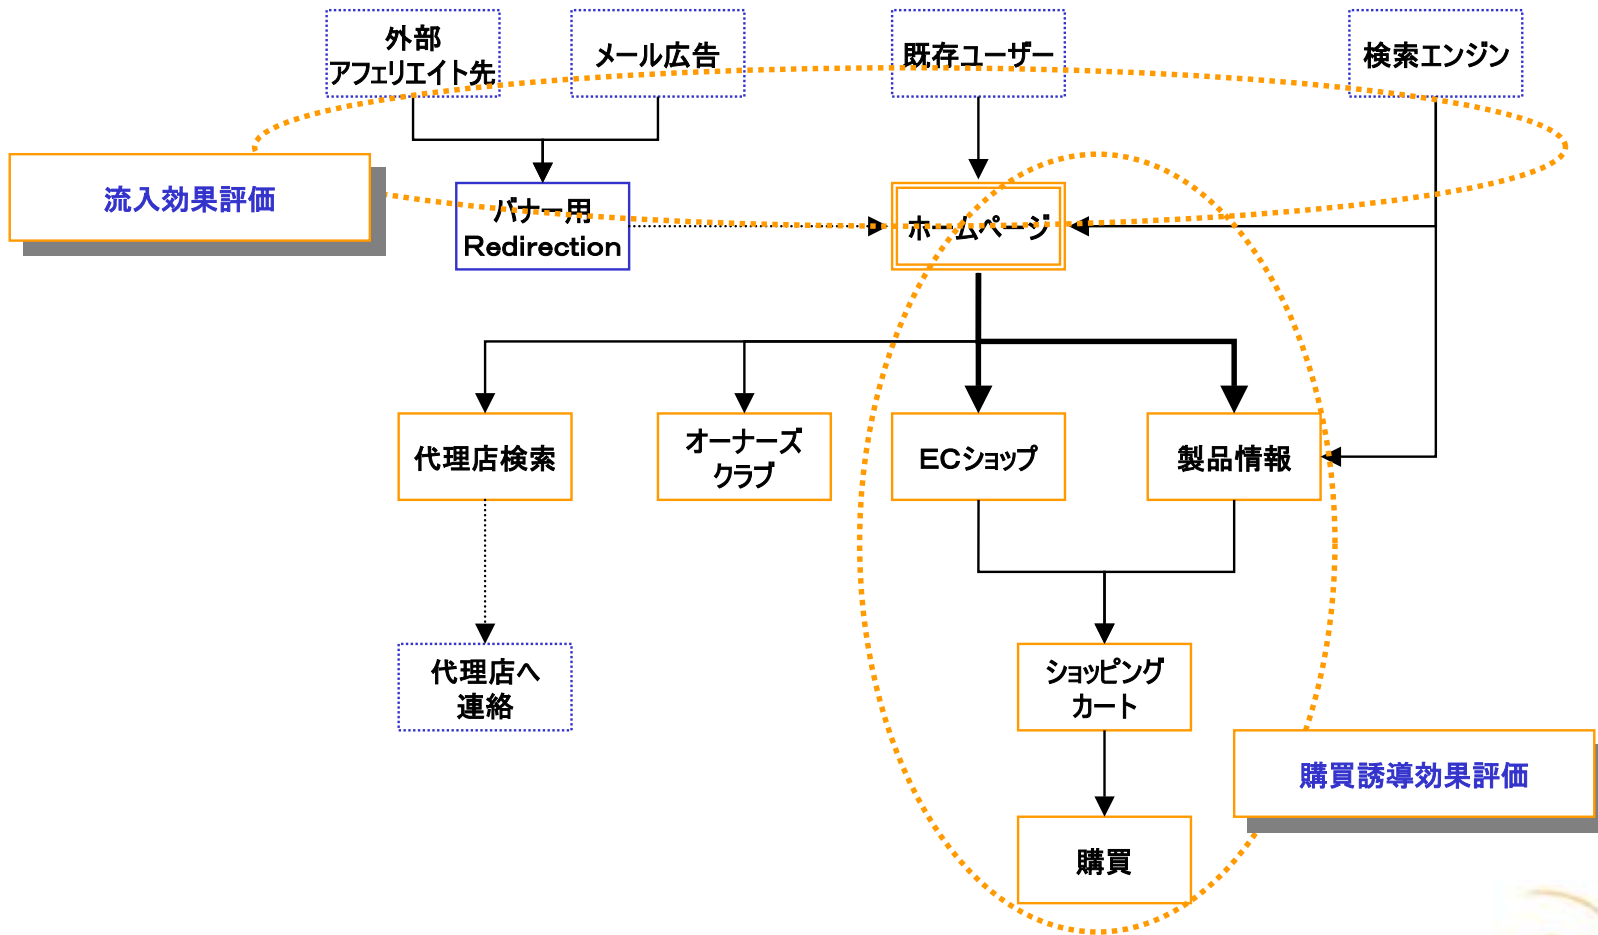 外部
アフェリエイト先
メール広告
既存ユーザー
検索エンジン
流入効果評価
バナー用
Redirection
ホームページ
代理店検索
オーナーズ
クラブ
ECショップ
製品情報
代理店へ
連絡
ショッピング
カート
購買誘導効果評価
購買